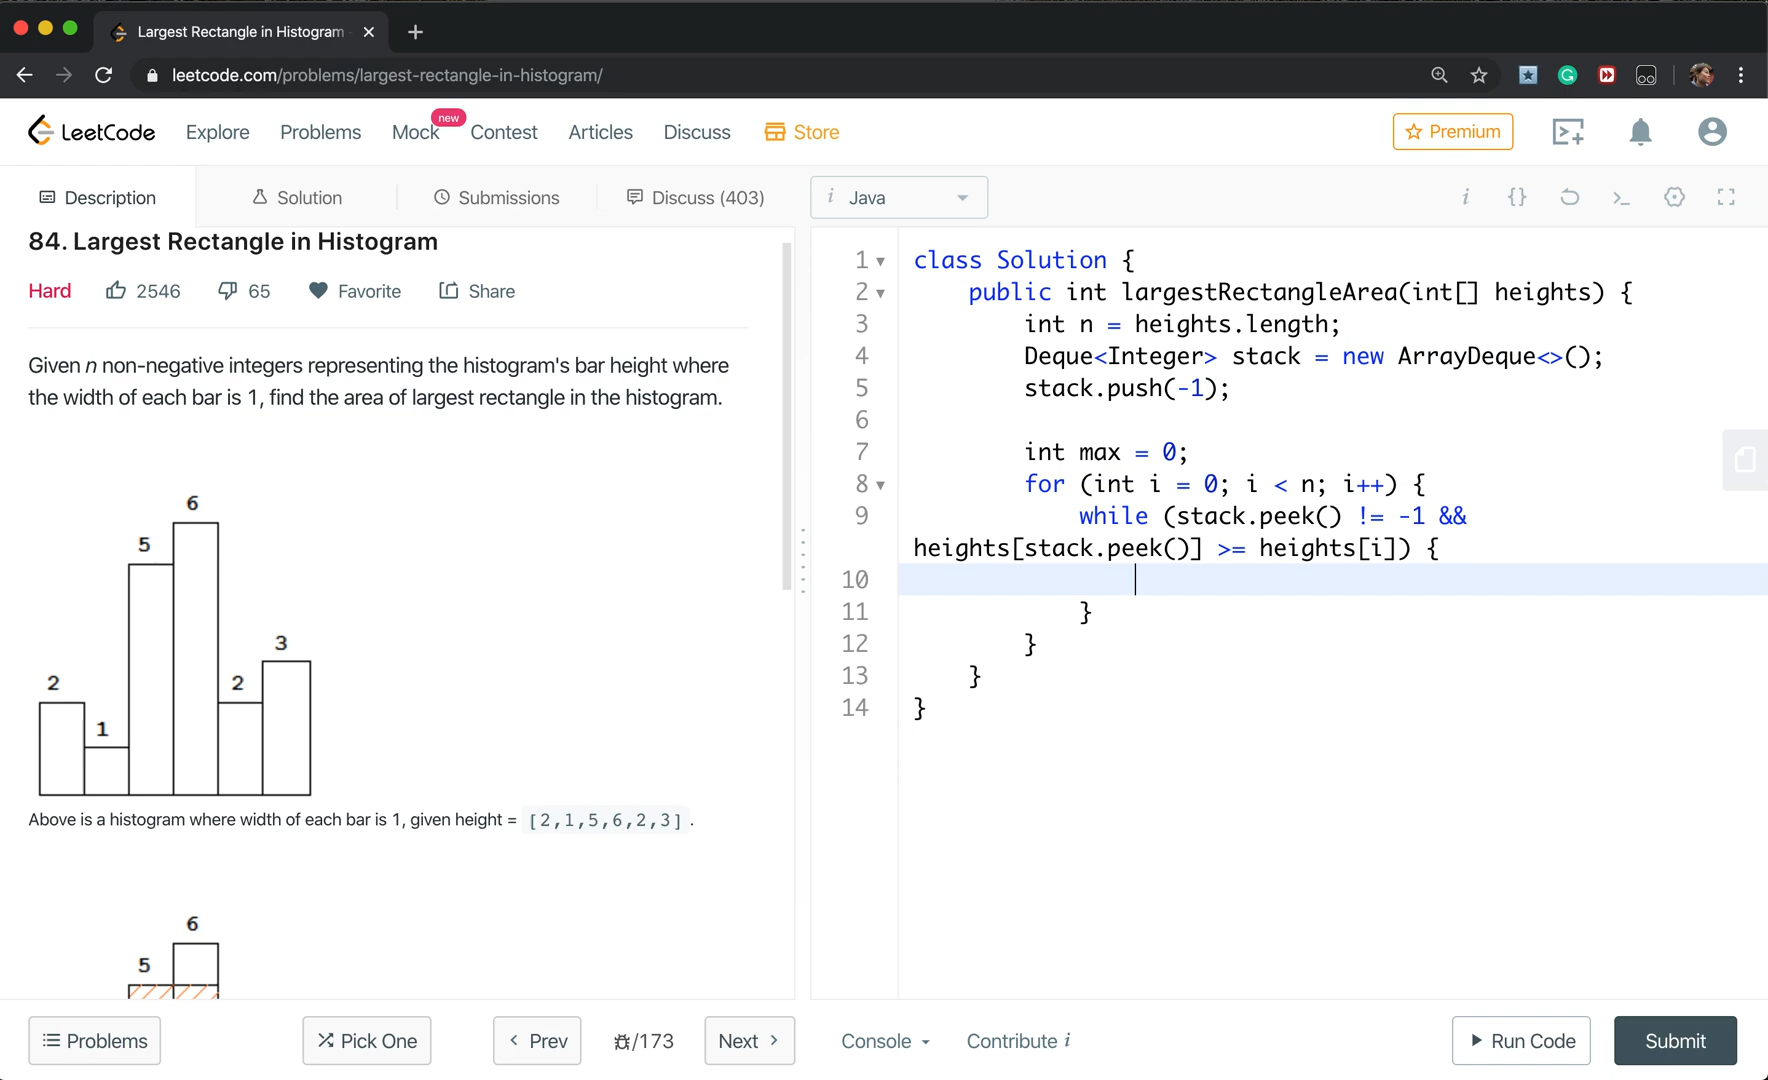 Largest Rectangle in Histogram
leetcode.com/problems/largest-rectangle-in-histogram/
LeetCode
Explore
Problems
Mock
new
Contest
Articles
Discuss
Store
Premium
Description
Solution
Submissions
Discuss (403)
i Java
i
{}
84. Largest Rectangle in Histogram
Hard
2546
65
Favorite
Share
Given n non-negative integers representing the histogram's bar height where
the width of each bar is 1, find the area of largest rectangle in the histogram.
6
5
3
2
2
1
Above is a histogram where width of each bar is 1, given height = [2,1,5,6,2,3].
6
5
1 class Solution {
2 public int largestRectangleArea(int[] heights) {
3 int n = heights.length;
4 Deque<Integer> stack = new ArrayDeque<>();
5 stack.push(-1);
6
7 int max = 0;
8 for (int i = 0; i < n; i++) {
9 while (stack.peek() != -1 &&
heights[stack.peek()] >= heights[i]) {
10
11 }
12 }
13 }
14 }
Problems
Pick One
Prev
/173
Next
Console
Contribute i
Run Code
Submit